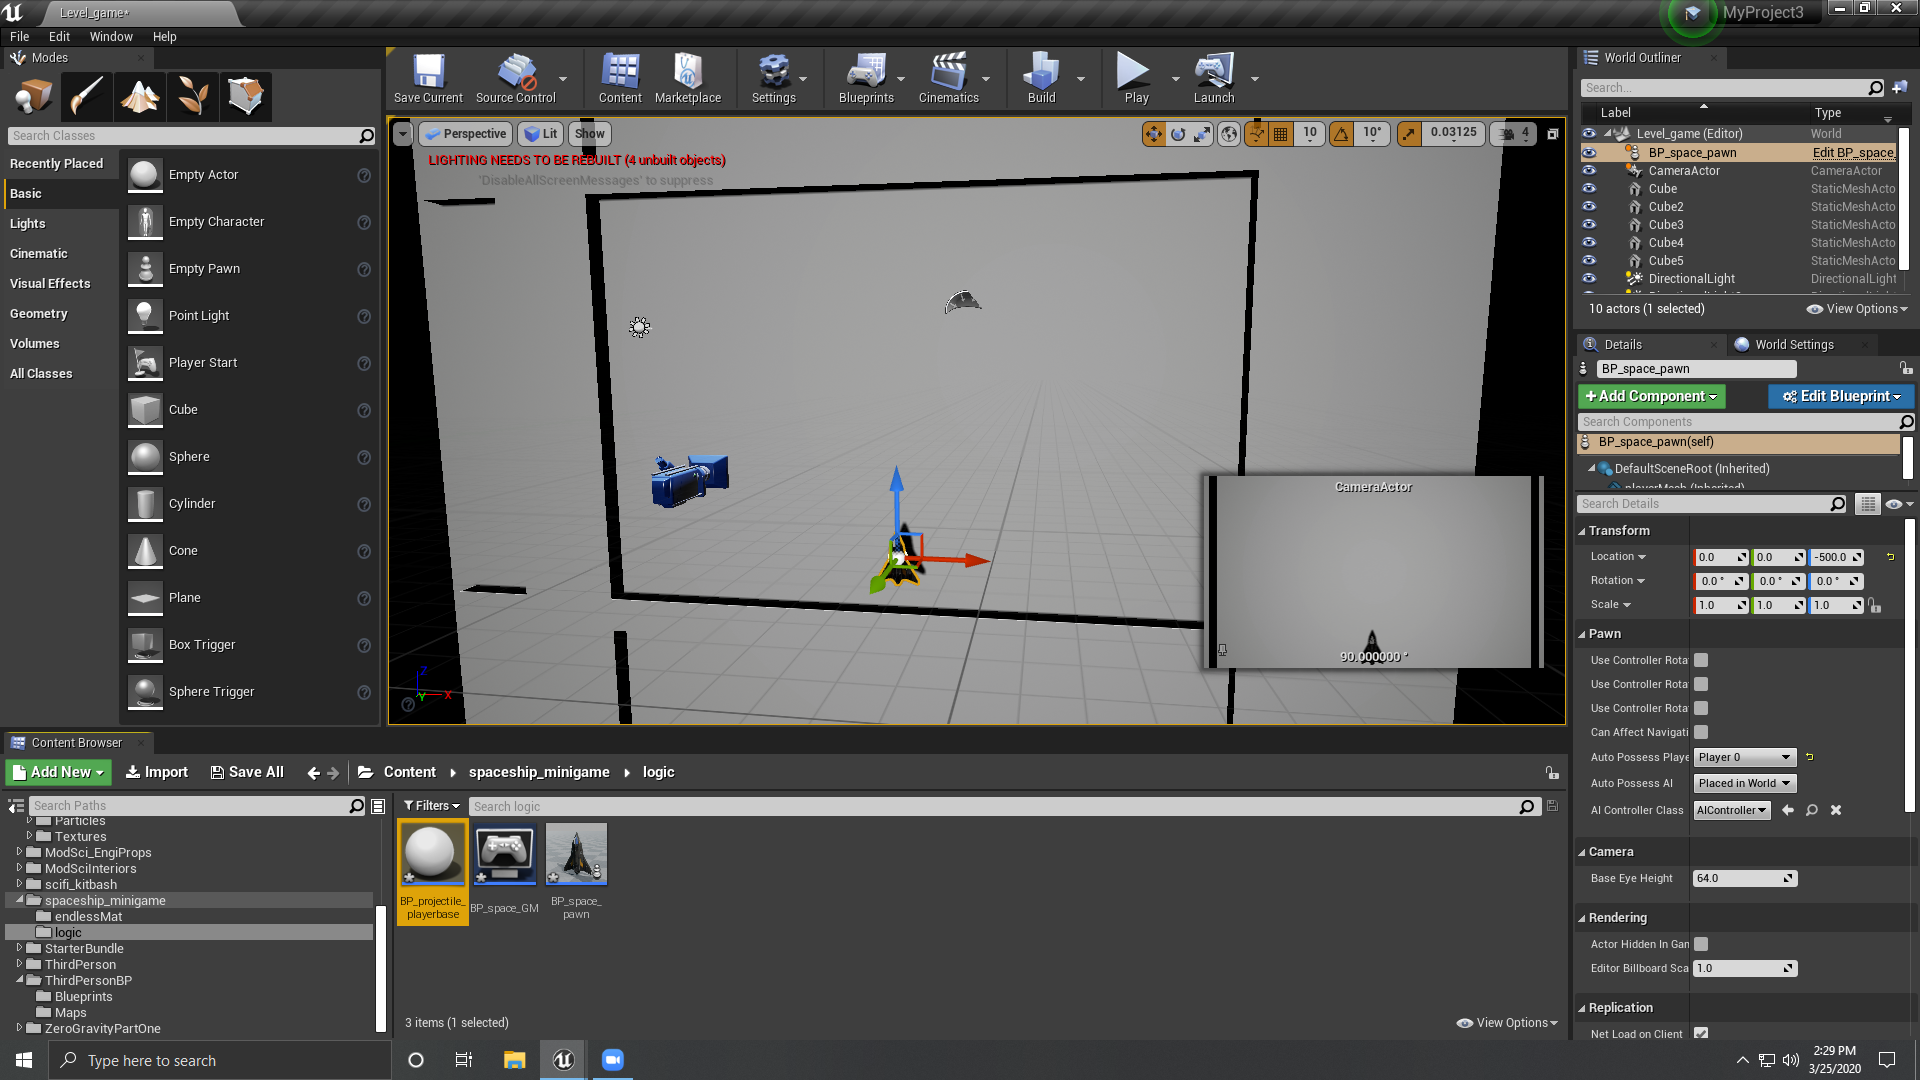 Level_game*
MyProject3
File Edit Window Help
Modes
Search Classes
Recently Placed
Basic
Lights
Cinematic
Visual Effects
Geometry
Volumes
All Classes
Empty Actor
Empty Character
Empty Pawn
Point Light
Player Start
Cube
Sphere
Cylinder
Cone
Plane
Box Trigger
Sphere Trigger
Save Current
Source Control
Content
Marketplace
Settings
Blueprints
Cinematics
Build
Play
Launch
Perspective
Lit
Show
10
10°
0.03125
4
LIGHTING NEEDS TO BE REBUILT (4 unbuilt objects)
'DisableAllScreenMessages' to suppress
Z
Y X
CameraActor
90.000000 °
World Outliner
Search...
Label Type
Level_game (Editor) World
BP_space_pawn Edit BP_space_
CameraActor CameraActor
Cube StaticMeshActo
Cube2 StaticMeshActo
Cube3 StaticMeshActo
Cube4 StaticMeshActo
Cube5 StaticMeshActo
DirectionalLight DirectionalLight
10 actors (1 selected)
View Options
Details
World Settings
BP_space_pawn
+Add Component
Edit Blueprint
Search Components
BP_space_pawn(self)
DefaultSceneRoot (Inherited)
playerMesh (Inherited)
Search Details
Transform
Location 0.0 0.0 -500.0
Rotation 0.0 ° 0.0 ° 0.0 °
Scale 1.0 1.0 1.0
Pawn
Use Controller Rota
Use Controller Rota
Use Controller Rota
Can Affect Navigati
Auto Possess Playe Player 0
Auto Possess AI Placed in World
AI Controller Class AIController
Camera
Base Eye Height 64.0
Rendering
Actor Hidden In Gan
Editor Billboard Sca 1.0
Replication
Net Load on Client
Content Browser
Add New
Import
Save All
Content
spaceship_minigame
logic
Search Paths
Filters
Search logic
Particles
Textures
ModSci_EngiProps
ModSciInteriors
scifi_kitbash
spaceship_minigame
endlessMat
logic
StarterBundle
ThirdPerson
ThirdPersonBP
Blueprints
Maps
ZeroGravityPartOne
BP_projectile_
playerbase
BP_space_GM
BP_space_
pawn
3 items (1 selected)
View Options
Type here to search
2:29 PM
3/25/2020